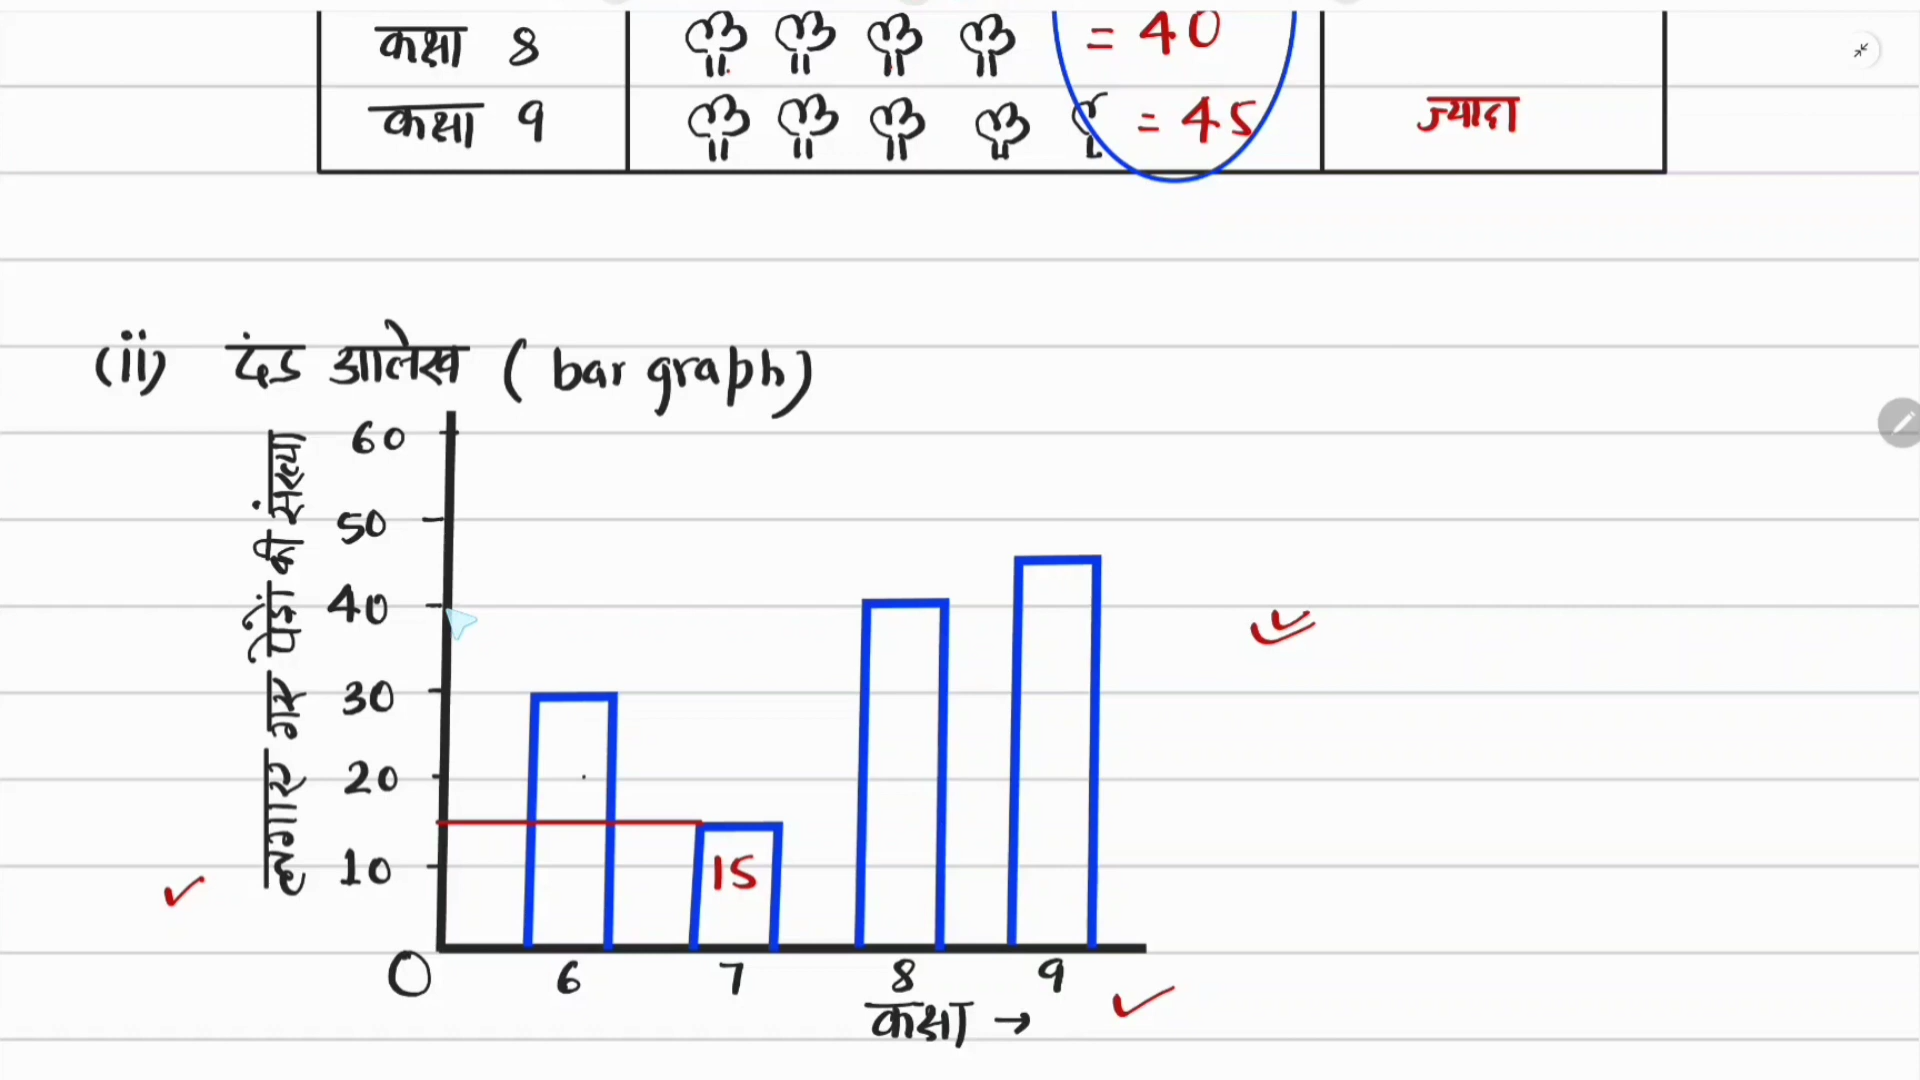 कक्षा 8 = 40
कक्षा 9 = 45 ज्यादा
(ii) दंड आलेख ( bar graph)
लगाए गए पेड़ों की संख्या
60
50
40
30
20
10
15
0 6 7 8 9
कक्षा →